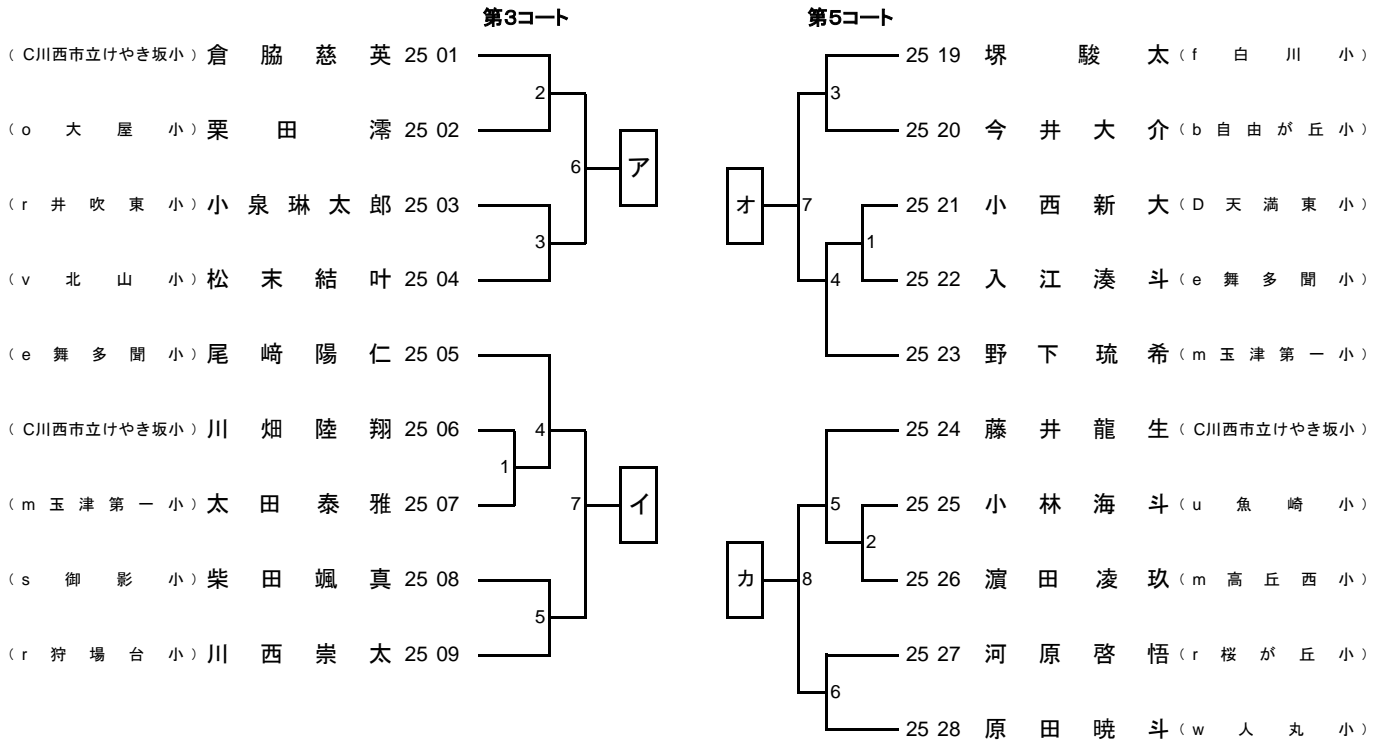 第3コート
（ C川西市立けやき坂小 ） 倉脇慈英 25 01
2
（ o 大屋小 ） 栗田 澪 25 02
6 ア
（ r 井吹東小 ） 小泉琳太郎 25 03
3
（ v 北山小 ） 松末結叶 25 04
（ e 舞多聞小 ） 尾﨑陽仁 25 05
（ C川西市立けやき坂小 ） 川畑陸翔 25 06
4
1
（ m 玉津第一小 ） 太田泰雅 25 07
7 イ
（ s 御影小 ） 柴田颯真 25 08
5
（ r 狩場台小 ） 川西崇太 25 09
第5コート
25 19 堺 駿太 （ f 白川小 ）
3
25 20 今井大介 （ b 自由が丘小 ）
オ 7
25 21 小西新大 （ D 天満東小 ）
1
4
25 22 入江湊斗 （ e 舞多聞小 ）
25 23 野下琉希 （ m 玉津第一小 ）
25 24 藤井龍生 （ C川西市立けやき坂小 ）
5
25 25 小林海斗 （ u 魚崎小 ）
2
25 26 濵田凌玖 （ m 高丘西小 ）
カ 8
25 27 河原啓悟 （ r 桜が丘小 ）
6
25 28 原田暁斗 （ w 人丸小 ）